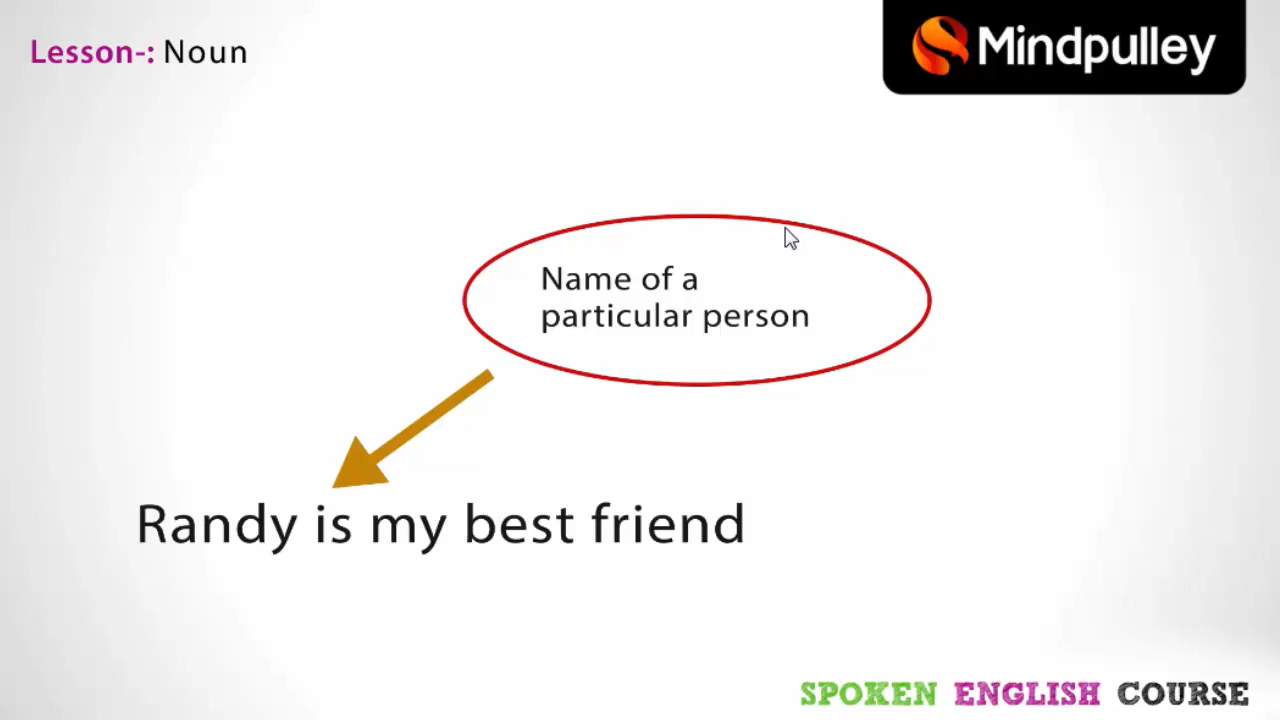 Lesson-: Noun
Mindpulley
Name of a
particular person
Randy is my best friend
SPOKEN ENGLISH COURSE